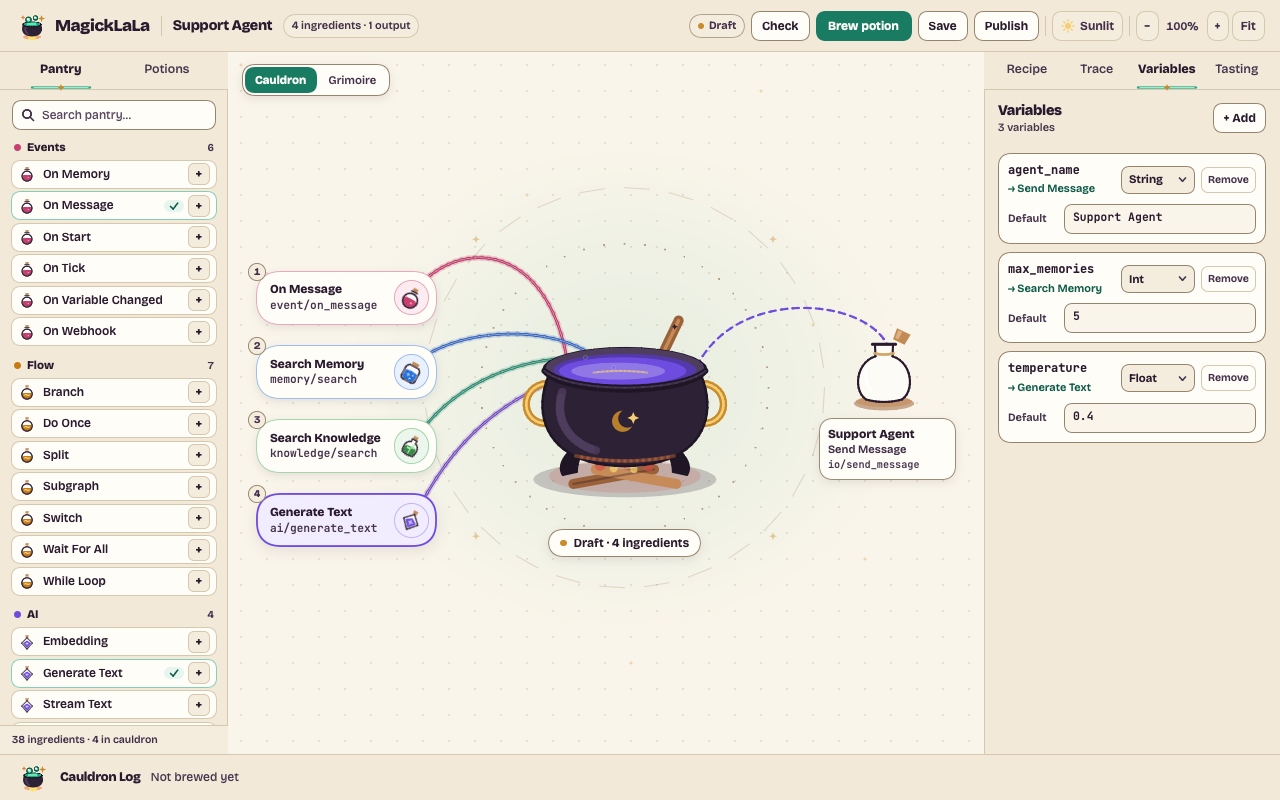 MagickLaLa
Support Agent
4 ingredients · 1 output
Draft
Check
Brew potion
Save
Publish
Sunlit
−
100%
+
Fit
Pantry
Potions
Search pantry…
Events
6
On Memory
+
On Message
+
On Start
+
On Tick
+
On Variable Changed
+
On Webhook
+
Flow
7
Branch
+
Do Once
+
Split
+
Subgraph
+
Switch
+
Wait For All
+
While Loop
+
AI
4
Embedding
+
Generate Text
+
Stream Text
+
38 ingredients · 4 in cauldron
Cauldron
Grimoire
1
On Message
event/on_message
2
Search Memory
memory/search
3
Search Knowledge
knowledge/search
4
Generate Text
ai/generate_text
Draft · 4 ingredients
Support Agent
Send Message
io/send_message
Recipe
Trace
Variables
Tasting
Variables
3 variables
+ Add
agent_name
→ Send Message
String
Remove
Default
Support Agent
max_memories
→ Search Memory
Int
Remove
Default
5
temperature
→ Generate Text
Float
Remove
Default
0.4
Cauldron Log
Not brewed yet